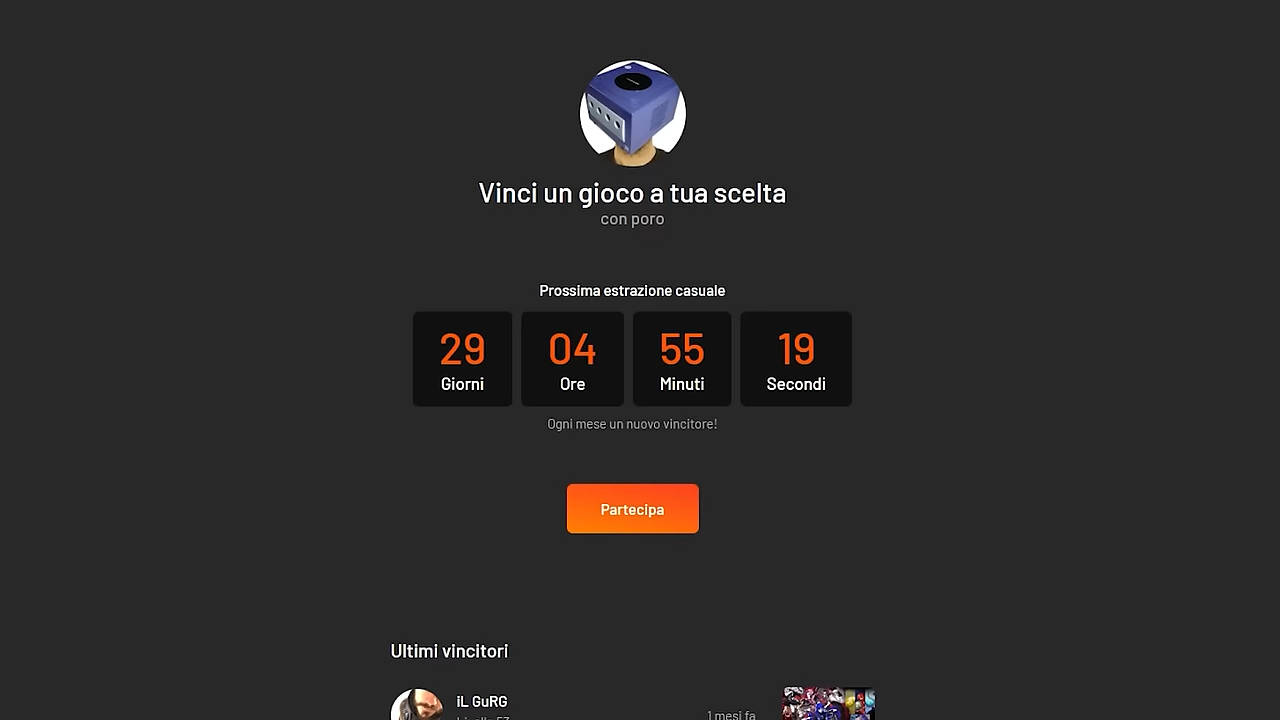 Vinci un gioco a tua scelta
con poro
Prossima estrazione casuale
29 04 55 19
Giorni Ore Minuti Secondi
Ogni mese un nuovo vincitore!
Partecipa
Ultimi vincitori
iL GuRG
1 mesi fa